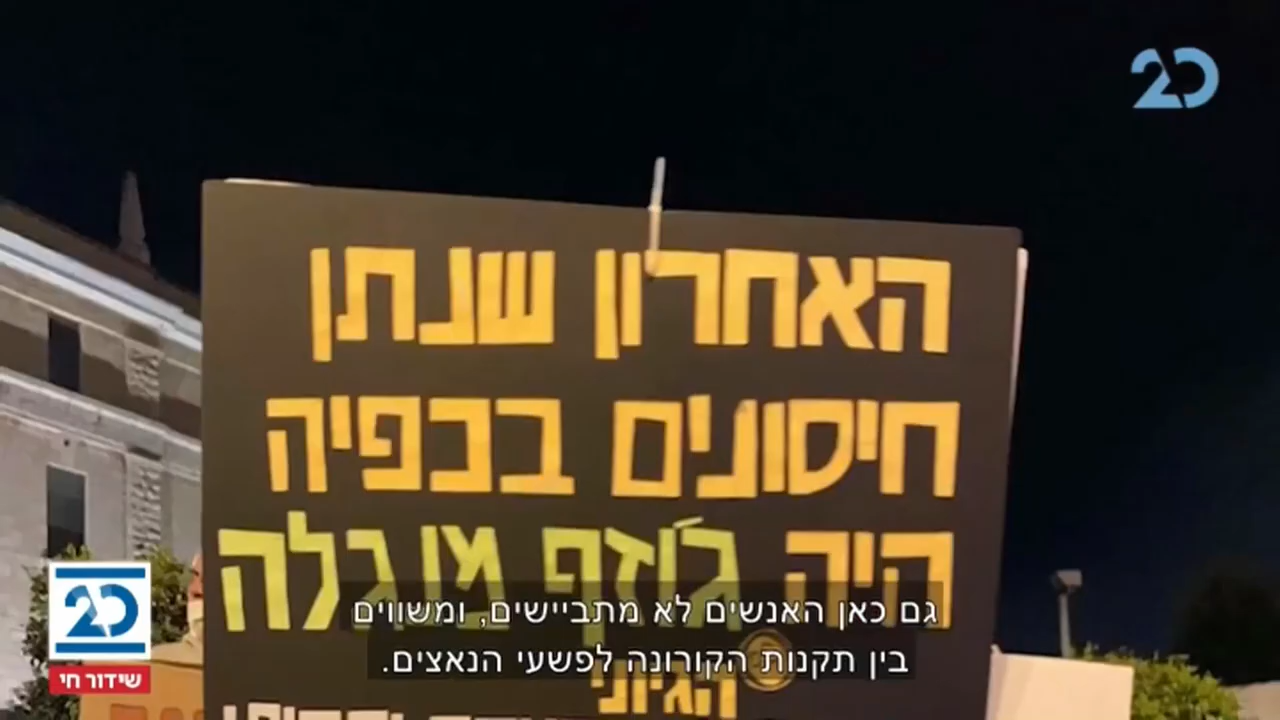 20
האחרון שנתן
חיסונים בכפיה
היה ג'וזף מנגלה
גם כאן האנשים לא מתביישים, ומשווים
בין תקנות הקורונה לפשעי הנאצים.
הגיוני
20
שידור חי